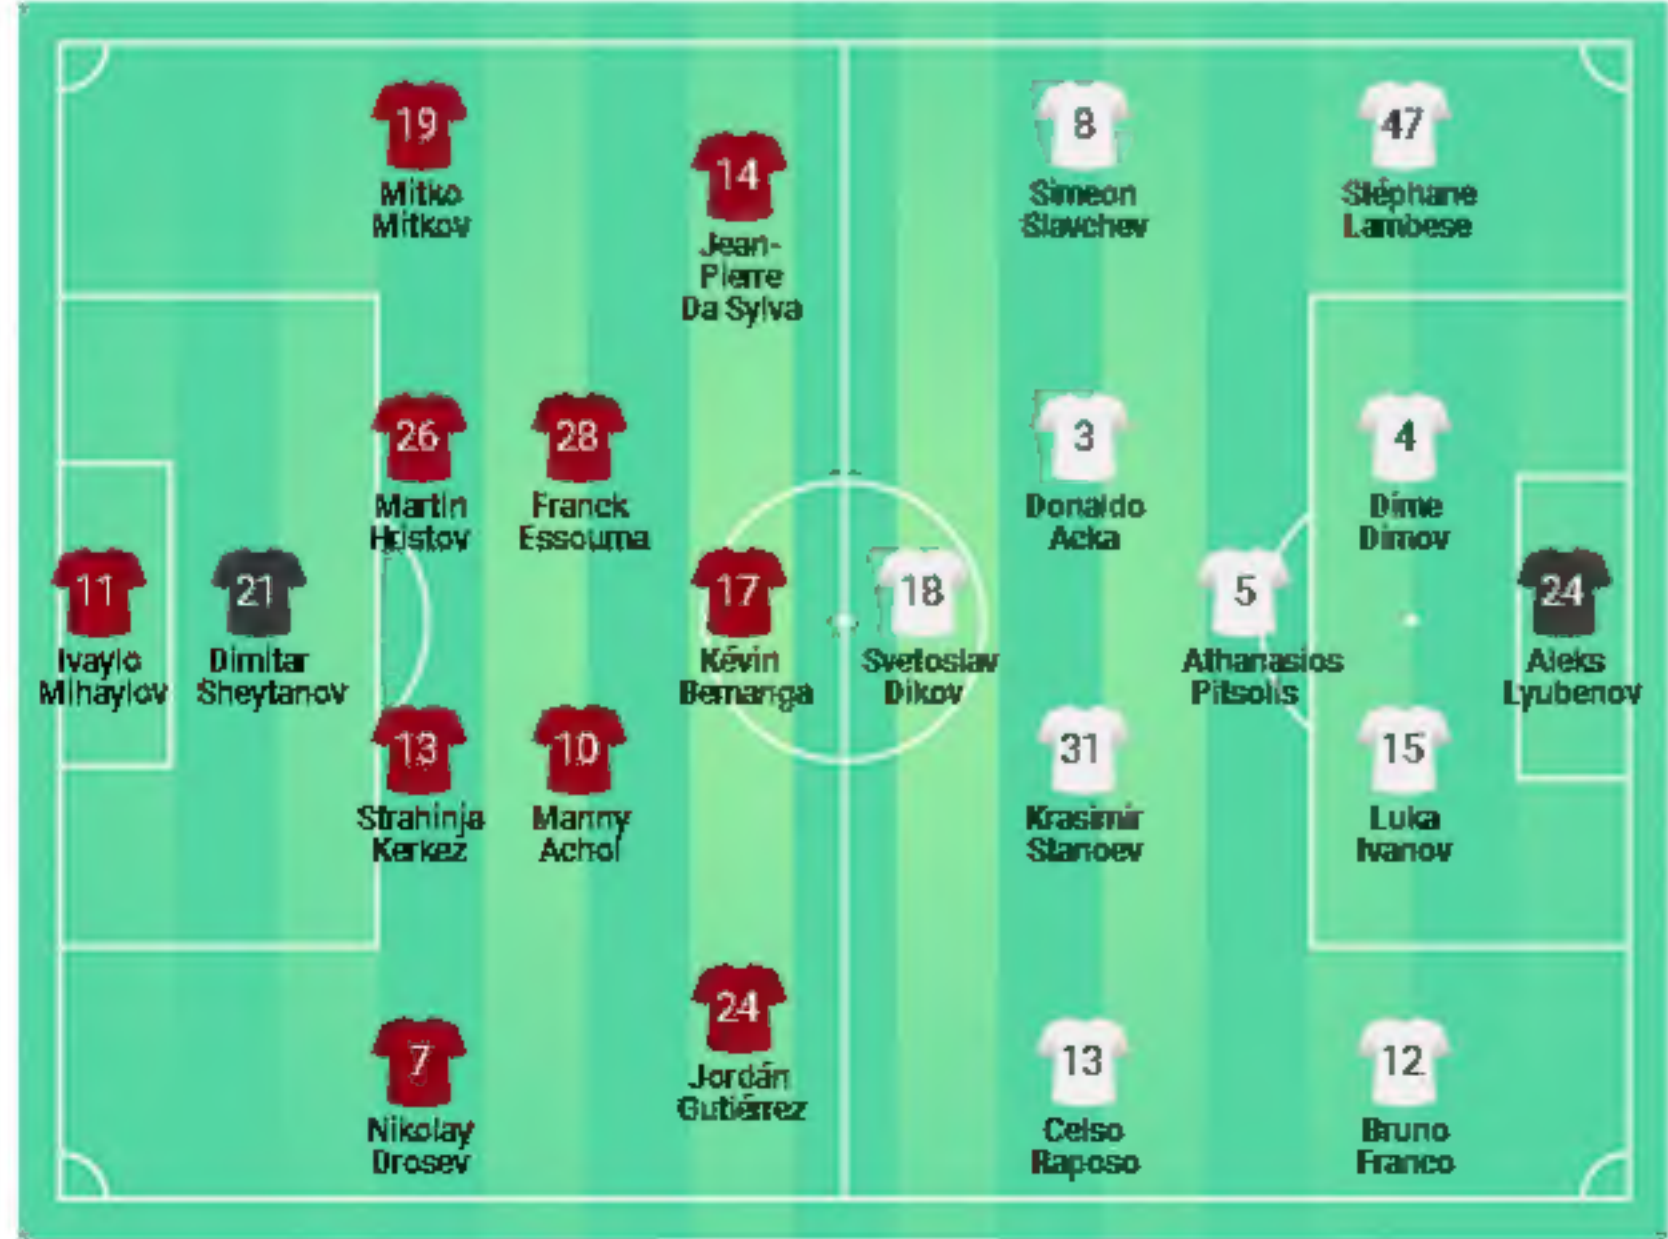 19
Mitko
Mitkov
14
Jean-
Pierre
Da Sylva
8
Simeon
Slavchev
47
Stéphane
Lambese
26
Martin
Hristov
28
Franck
Essouma
3
Donaldo
Acka
4
Dime
Dimov
11
Ivaylo
Mihaylov
21
Dimitar
Sheytanov
17
Kévin
Bemanga
18
Svetoslav
Dikov
5
Athanasios
Pitsolis
24
Aleks
Lyubenov
13
Strahinja
Kerkez
10
Manny
Achol
31
Krasimir
Stanoev
15
Luka
Ivanov
7
Nikolay
Drosev
24
Jordán
Gutiérrez
13
Celso
Raposo
12
Bruno
Franco